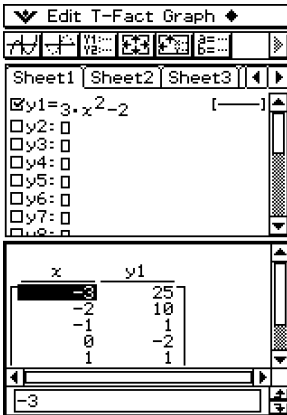 Edit T-Fact Graph
Sheet1 Sheet2 Sheet3
y1=3·x²-2
y2:
y3:
y4:
y5:
y6:
y7:
y8:
x y1
-3 25
-2 10
-1 1
0 -2
1 1
-3